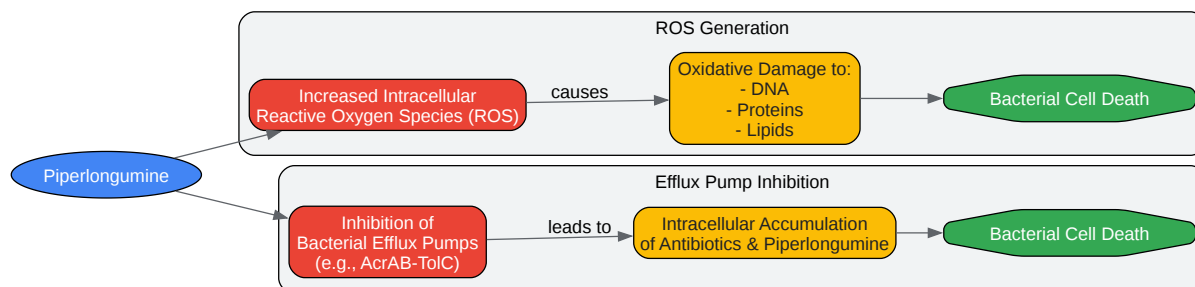 ROS Generation
Increased Intracellular
Reactive Oxygen Species (ROS)
causes
Oxidative Damage to:
- DNA
- Proteins
- Lipids
Bacterial Cell Death
Piperlongumine
Efflux Pump Inhibition
Inhibition of
Bacterial Efflux Pumps
(e.g., AcrAB-TolC)
leads to
Intracellular Accumulation
of Antibiotics & Piperlongumine
Bacterial Cell Death